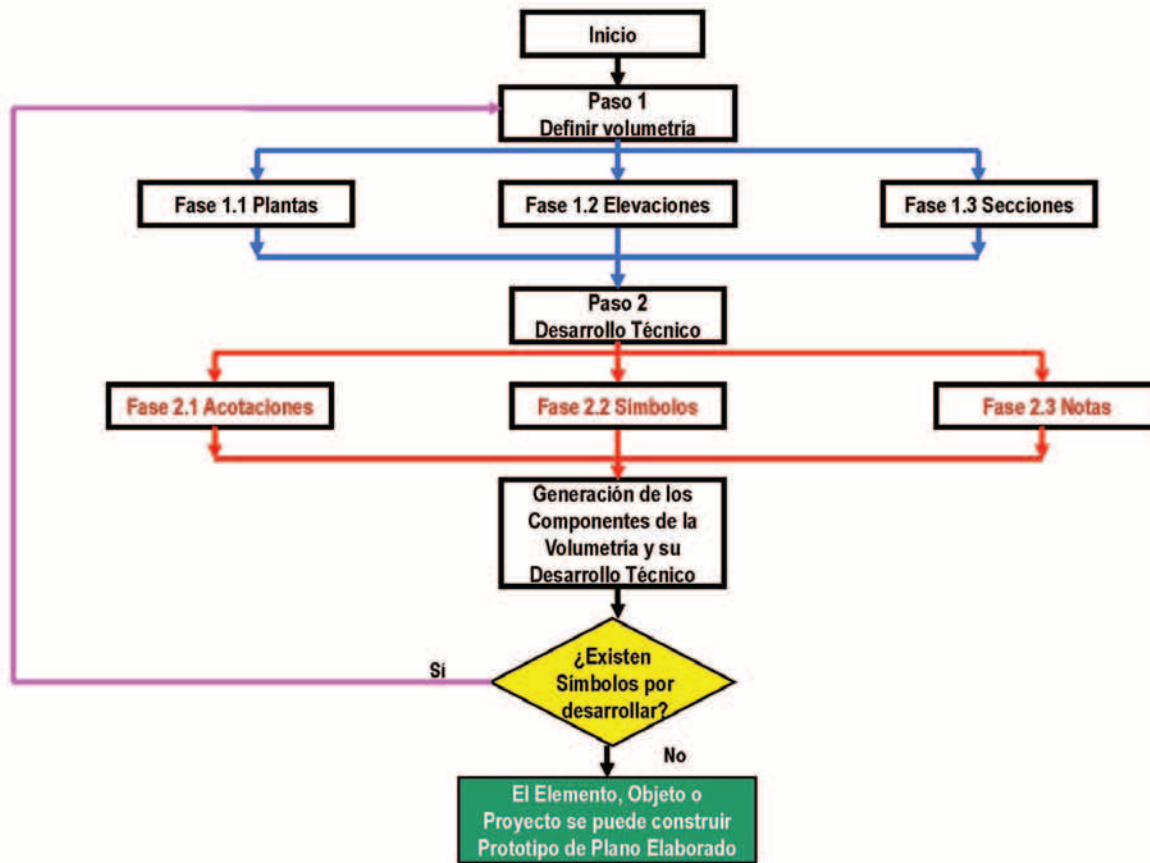 Inicio
Paso 1
Definir volumetría
Fase 1.1 Plantas
Fase 1.2 Elevaciones
Fase 1.3 Secciones
Paso 2
Desarrollo Técnico
Fase 2.1 Acotaciones
Fase 2.2 Símbolos
Fase 2.3 Notas
Generación de los
Componentes de la
Volumetría y su
Desarrollo Técnico
¿Existen
Símbolos por
desarrollar?
Sí
No
El Elemento, Objeto o
Proyecto se puede construir
Prototipo de Plano Elaborado